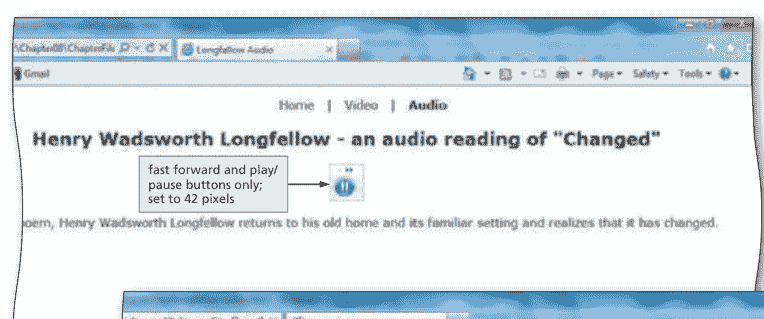 \Chapter08\ChapterFile
Longfellow Audio
Gmail
Page Safety Tools
Home | Video | Audio
Henry Wadsworth Longfellow - an audio reading of "Changed"
fast forward and play/
pause buttons only;
set to 42 pixels
oem, Henry Wadsworth Longfellow returns to his old home and its familiar setting and realizes that it has changed.